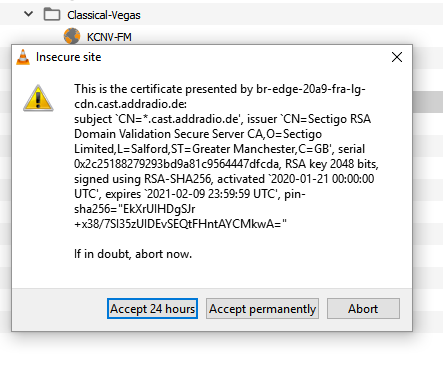 Classical-Vegas
KCNV-FM
Insecure site
This is the certificate presented by br-edge-20a9-fra-lg-
cdn.cast.addradio.de:
subject `CN=*.cast.addradio.de', issuer `CN=Sectigo RSA
Domain Validation Secure Server CA,O=Sectigo
Limited,L=Salford,ST=Greater Manchester,C=GB', serial
0x2c25188279293bd9a81c9564447dfcda, RSA key 2048 bits,
signed using RSA-SHA256, activated `2020-01-21 00:00:00
UTC', expires `2021-02-09 23:59:59 UTC', pin-
sha256="EkXrUlHDgSJr
+x38/7Sl35zUlDEvSEQtFHntAYCMkwA="
If in doubt, abort now.
Accept 24 hours Accept permanently Abort